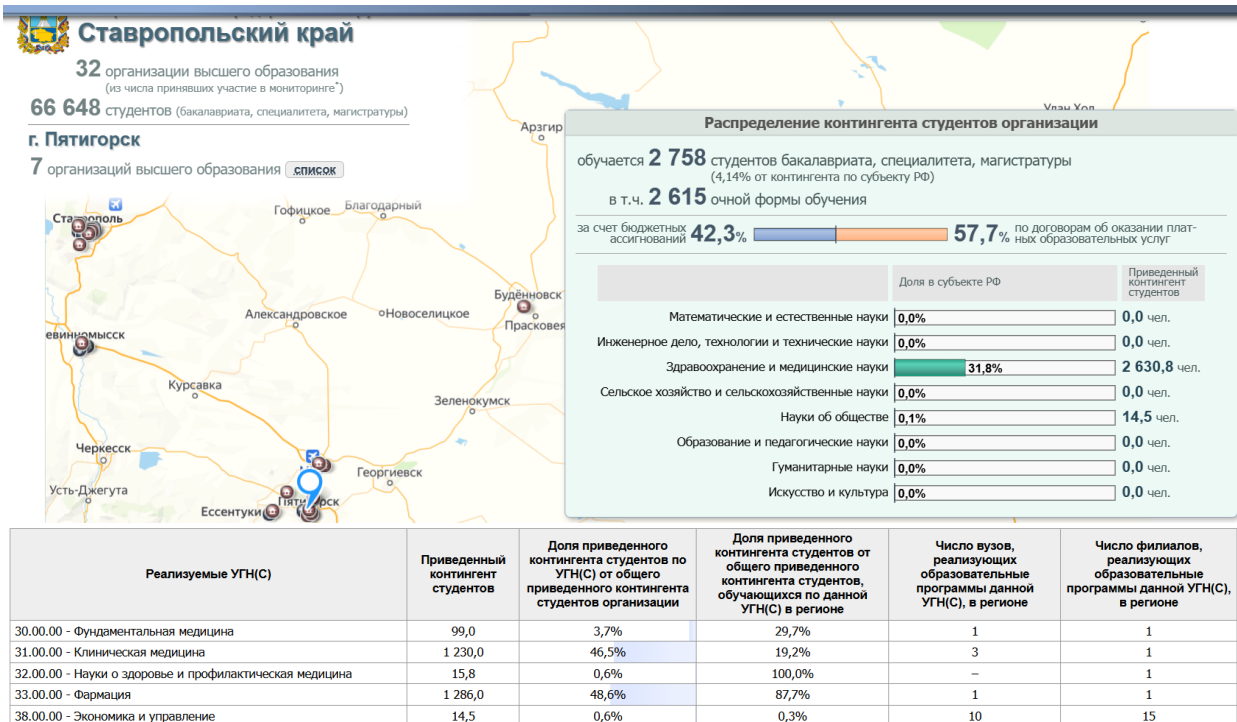 Ставропольский край
32 организации высшего образования
(из числа принявших участие в мониторинге*)
66 648 студентов (бакалавриата, специалитета, магистратуры)
г. Пятигорск
7 организаций высшего образования список
Ставрополь
Гофицкое
Благодарный
Арзгир
Улан Хол
Александровское
Новоселицкое
Будённовск
Прасковея
евинномысск
Курсавка
Зеленокумск
Черкесск
Усть-Джегута
Георгиевск
Ессентуки
Распределение контингента студентов организации
обучается 2 758 студентов бакалавриата, специалитета, магистратуры
(4,14% от контингента по субъекту РФ)
в т.ч. 2 615 очной формы обучения
за счет бюджетных ассигнований 42,3% 57,7% по договорам об оказании плат-
ных образовательных услуг
Доля в субъекте РФ Приведенный контингент студентов
Математические и естественные науки 0,0% 0,0 чел.
Инженерное дело, технологии и технические науки 0,0% 0,0 чел.
Здравоохранение и медицинские науки 31,8% 2 630,8 чел.
Сельское хозяйство и сельскохозяйственные науки 0,0% 0,0 чел.
Науки об обществе 0,1% 14,5 чел.
Образование и педагогические науки 0,0% 0,0 чел.
Гуманитарные науки 0,0% 0,0 чел.
Искусство и культура 0,0% 0,0 чел.
Реализуемые УГН(С)
Приведенный
контингент
студентов
Доля приведенного
контингента студентов по
УГН(С) от общего
приведенного контингента
студентов организации
Доля приведенного
контингента студентов от
общего приведенного
контингента студентов,
обучающихся по данной
УГН(С) в регионе
Число вузов,
реализующих
образовательные
программы данной
УГН(С), в регионе
Число филиалов,
реализующих
образовательные
программы данной УГН(С),
в регионе
30.00.00 - Фундаментальная медицина 99,0 3,7% 29,7% 1 1
31.00.00 - Клиническая медицина 1 230,0 46,5% 19,2% 3 1
32.00.00 - Науки о здоровье и профилактическая медицина 15,8 0,6% 100,0% – 1
33.00.00 - Фармация 1 286,0 48,6% 87,7% 1 1
38.00.00 - Экономика и управление 14,5 0,6% 0,3% 10 15